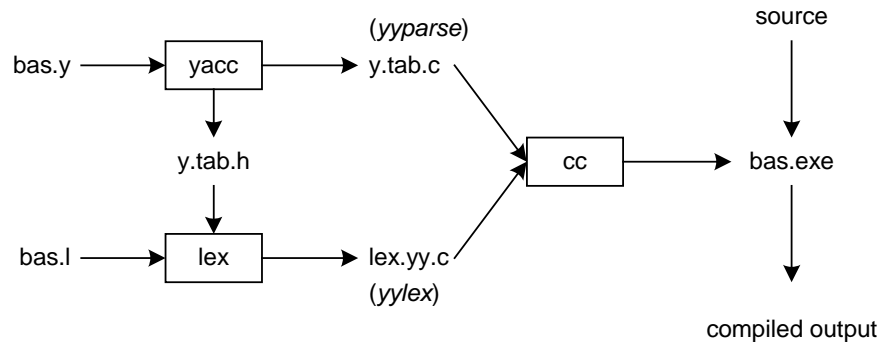 (yyparse)
source
bas.y
yacc
y.tab.c
y.tab.h
cc
bas.exe
bas.l
lex
lex.yy.c
(yylex)
compiled output